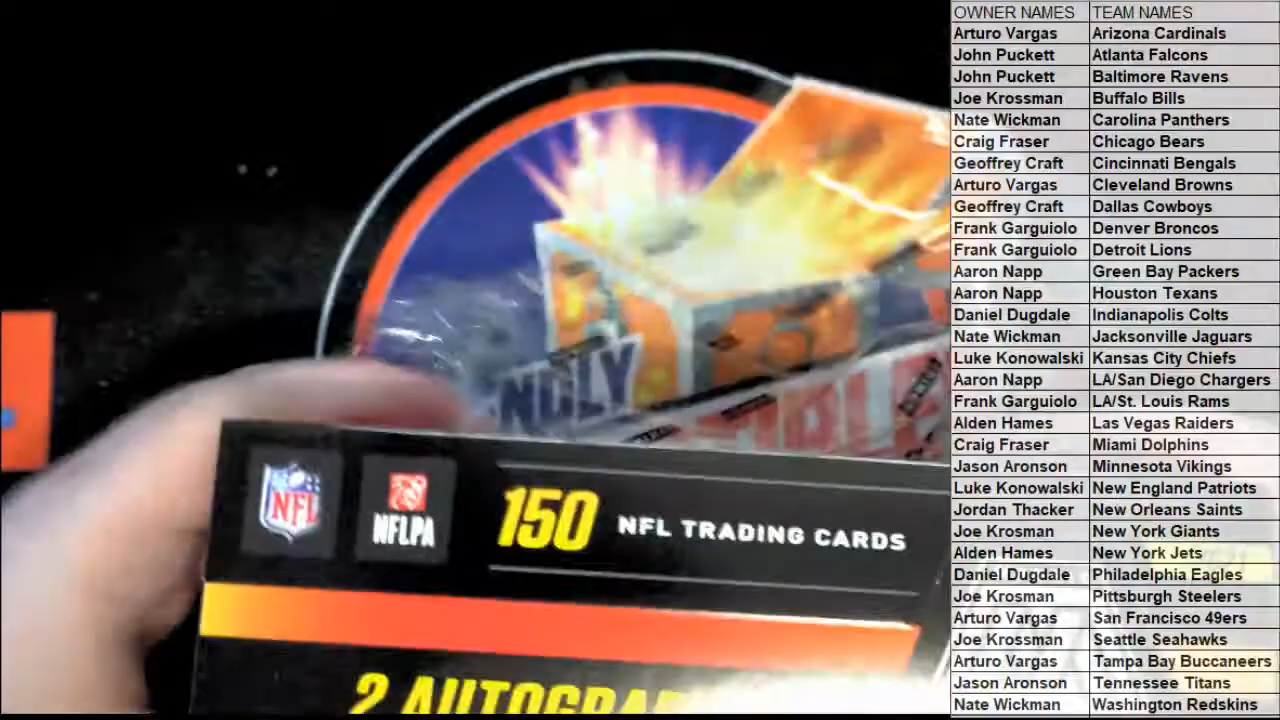 OWNER NAMES TEAM NAMES
Arturo Vargas Arizona Cardinals
John Puckett Atlanta Falcons
John Puckett Baltimore Ravens
Joe Krossman Buffalo Bills
Nate Wickman Carolina Panthers
Craig Fraser Chicago Bears
Geoffrey Craft Cincinnati Bengals
Arturo Vargas Cleveland Browns
Geoffrey Craft Dallas Cowboys
Frank Garguiolo Denver Broncos
Frank Garguiolo Detroit Lions
Aaron Napp Green Bay Packers
Aaron Napp Houston Texans
Daniel Dugdale Indianapolis Colts
Nate Wickman Jacksonville Jaguars
Luke Konowalski Kansas City Chiefs
Aaron Napp LA/San Diego Chargers
Frank Garguiolo LA/St. Louis Rams
Alden Hames Las Vegas Raiders
Craig Fraser Miami Dolphins
Jason Aronson Minnesota Vikings
Luke Konowalski New England Patriots
Jordan Thacker New Orleans Saints
Joe Krosman New York Giants
Alden Hames New York Jets
Daniel Dugdale Philadelphia Eagles
Joe Krosman Pittsburgh Steelers
Arturo Vargas San Francisco 49ers
Joe Krossman Seattle Seahawks
Arturo Vargas Tampa Bay Buccaneers
Jason Aronson Tennessee Titans
Nate Wickman Washington Redskins
NFL NFLPA 150 NFL TRADING CARDS
2